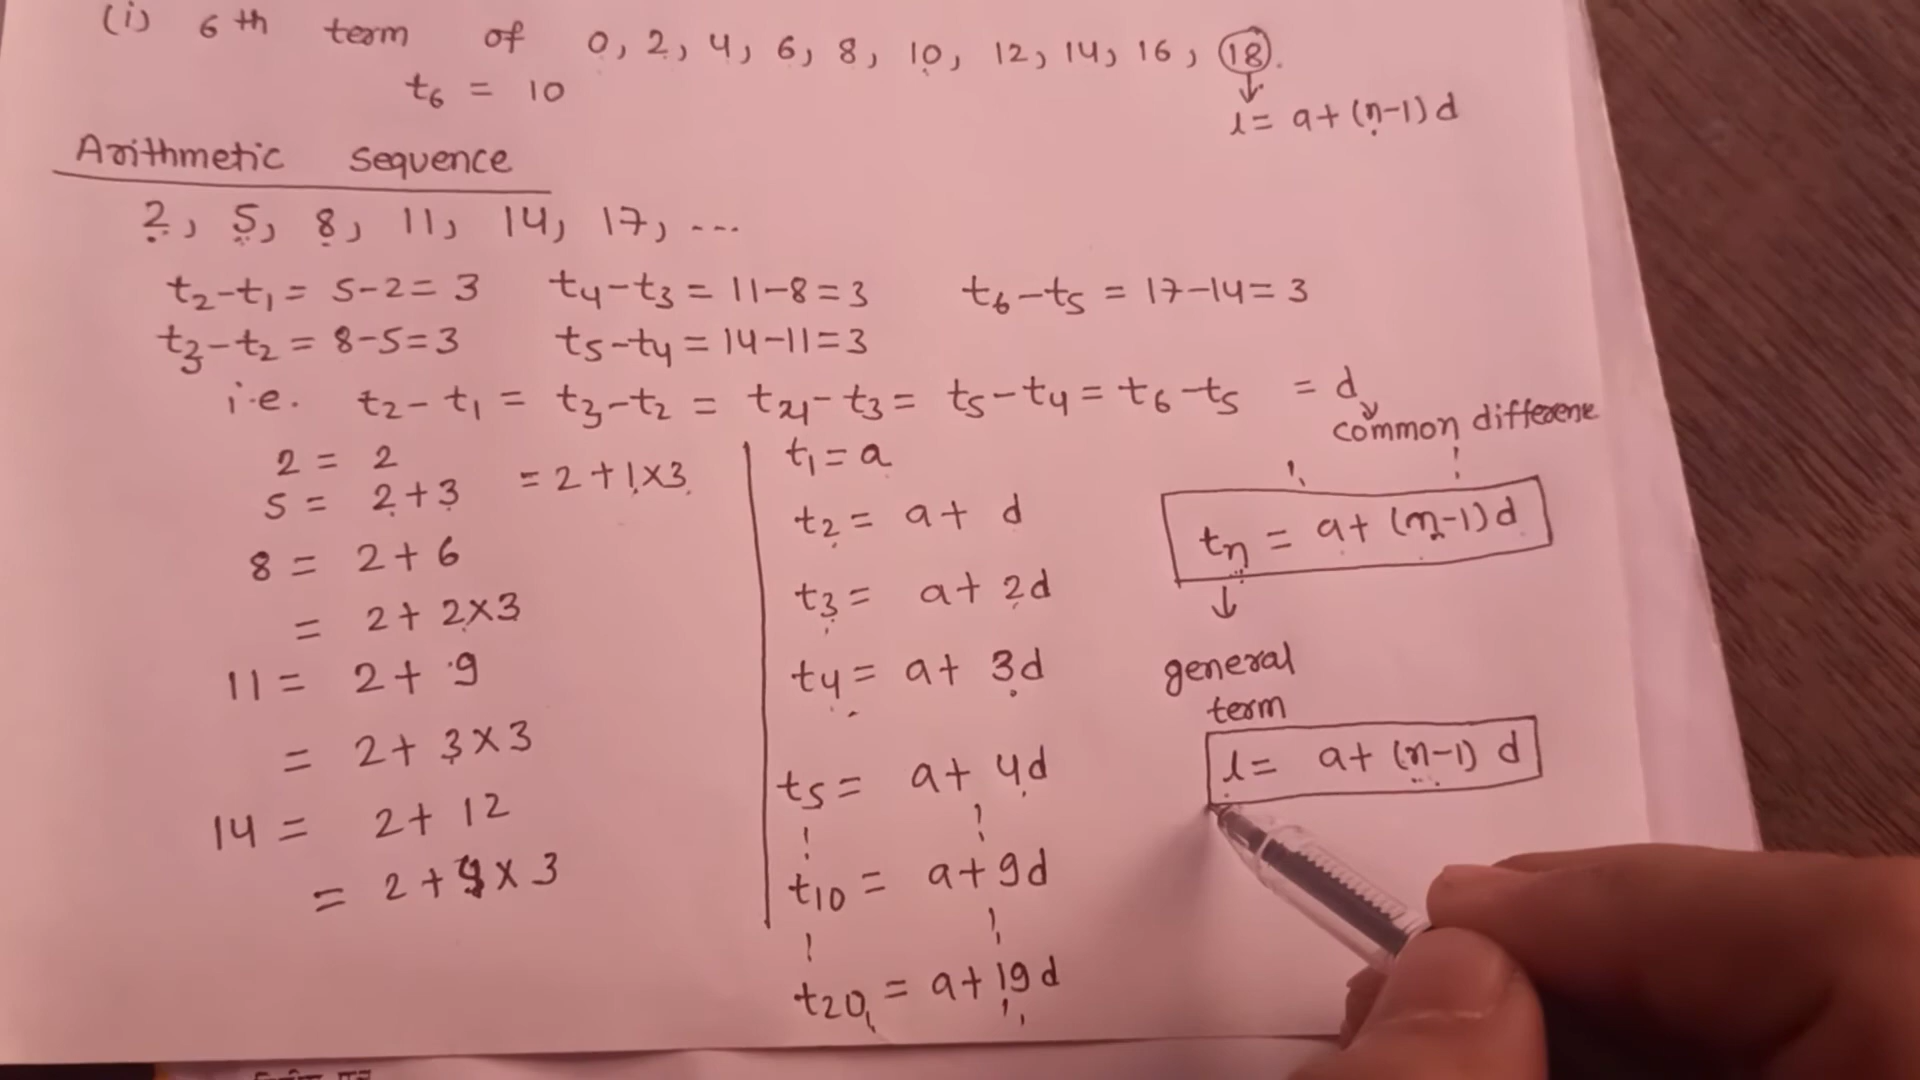 (i) 6th term of 0, 2, 4, 6, 8, 10, 12, 14, 16, 18.
t6 = 10
l = a+(n-1)d
Arithmetic sequence
2, 5, 8, 11, 14, 17, ---
t2-t1 = 5-2 = 3 t4-t3 = 11-8 = 3 t6-t5 = 17-14 = 3
t3-t2 = 8-5 = 3 t5-t4 = 14-11 = 3
i.e. t2-t1 = t3-t2 = t4-t3 = t5-t4 = t6-t5 = d
common difference
2 = 2
5 = 2+3 = 2+1×3
8 = 2+6
= 2+2×3
11 = 2+9
= 2+3×3
14 = 2+12
= 2+4×3
t1 = a
t2 = a+ d
t3 = a+ 2d
t4 = a+ 3d
t5 = a+ 4d
t10 = a+9d
t20 = a+19d
tn = a+(n-1)d
general
term
l = a+(n-1) d